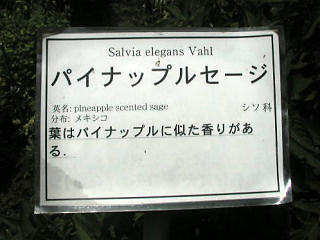 Salvia elegans Vahl
パイナップルセージ
英名: pineapple scented sage シソ科
分布: メキシコ
葉はパイナップルに似た香りがあ
る.